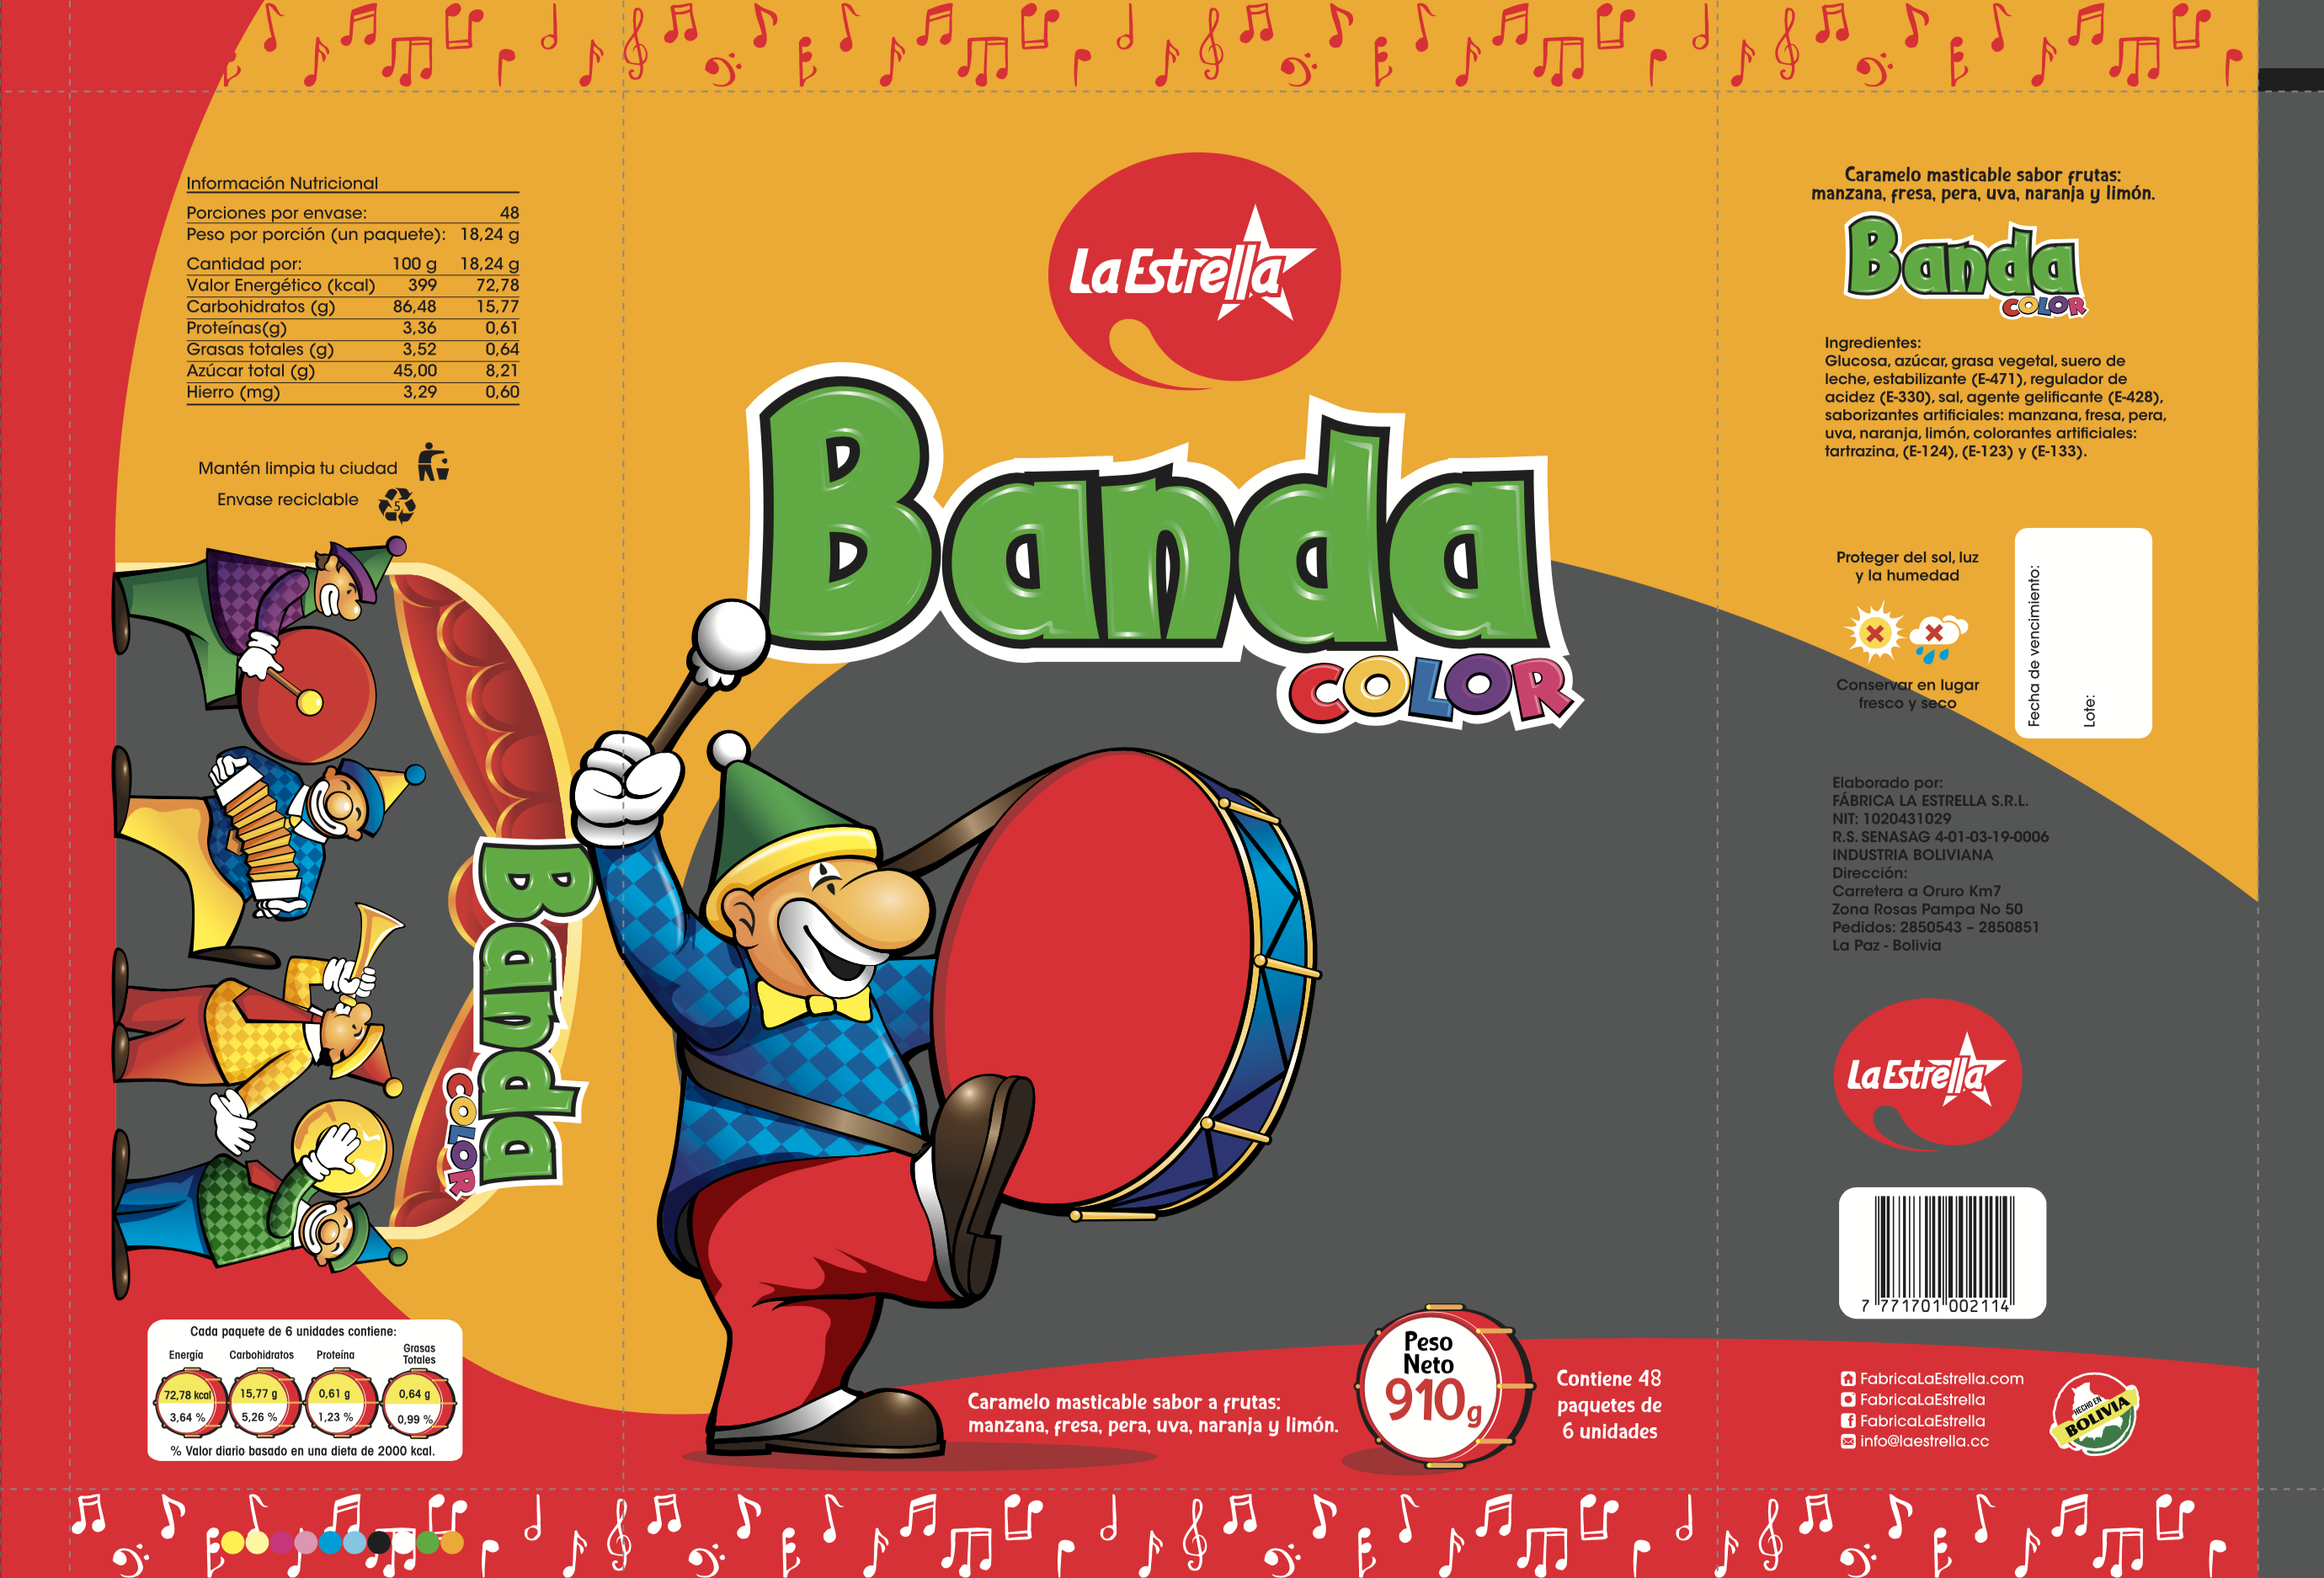 Información Nutricional
Porciones por envase: 48
Peso por porción (un paquete): 18,24 g
Cantidad por: 100 g 18,24 g
Valor Energético (kcal) 399 72,78
Carbohidratos (g) 86,48 15,77
Proteínas(g) 3,36 0,61
Grasas totales (g) 3,52 0,64
Azúcar total (g) 45,00 8,21
Hierro (mg) 3,29 0,60
Mantén limpia tu ciudad
Envase reciclable
5
Banda
COLOR
Cada paquete de 6 unidades contiene:
Energía Carbohidratos Proteína Grasas Totales
72,78 kcal 15,77 g 0,61 g 0,64 g
3,64 % 5,26 % 1,23 % 0,99 %
% Valor diario basado en una dieta de 2000 kcal.
La Estrella
Banda
COLOR
Caramelo masticable sabor a frutas:
manzana, fresa, pera, uva, naranja y limón.
Peso
Neto
910g
Contiene 48
paquetes de
6 unidades
Caramelo masticable sabor frutas:
manzana, fresa, pera, uva, naranja y limón.
Banda
COLOR
Ingredientes:
Glucosa, azúcar, grasa vegetal, suero de
leche, estabilizante (E-471), regulador de
acidez (E-330), sal, agente gelificante (E-428),
saborizantes artificiales: manzana, fresa, pera,
uva, naranja, limón, colorantes artificiales:
tartrazina, (E-124), (E-123) y (E-133).
Proteger del sol, luz
y la humedad
Conservar en lugar
fresco y seco
Fecha de vencimiento:
Lote:
Elaborado por:
FÁBRICA LA ESTRELLA S.R.L.
NIT: 1020431029
R.S. SENASAG 4-01-03-19-0006
INDUSTRIA BOLIVIANA
Dirección:
Carretera a Oruro Km7
Zona Rosas Pampa No 50
Pedidos: 2850543 – 2850851
La Paz - Bolivia
La Estrella
7 771701 002114
FabricaLaEstrella.com
FabricaLaEstrella
FabricaLaEstrella
info@laestrella.cc
HECHO EN
BOLIVIA